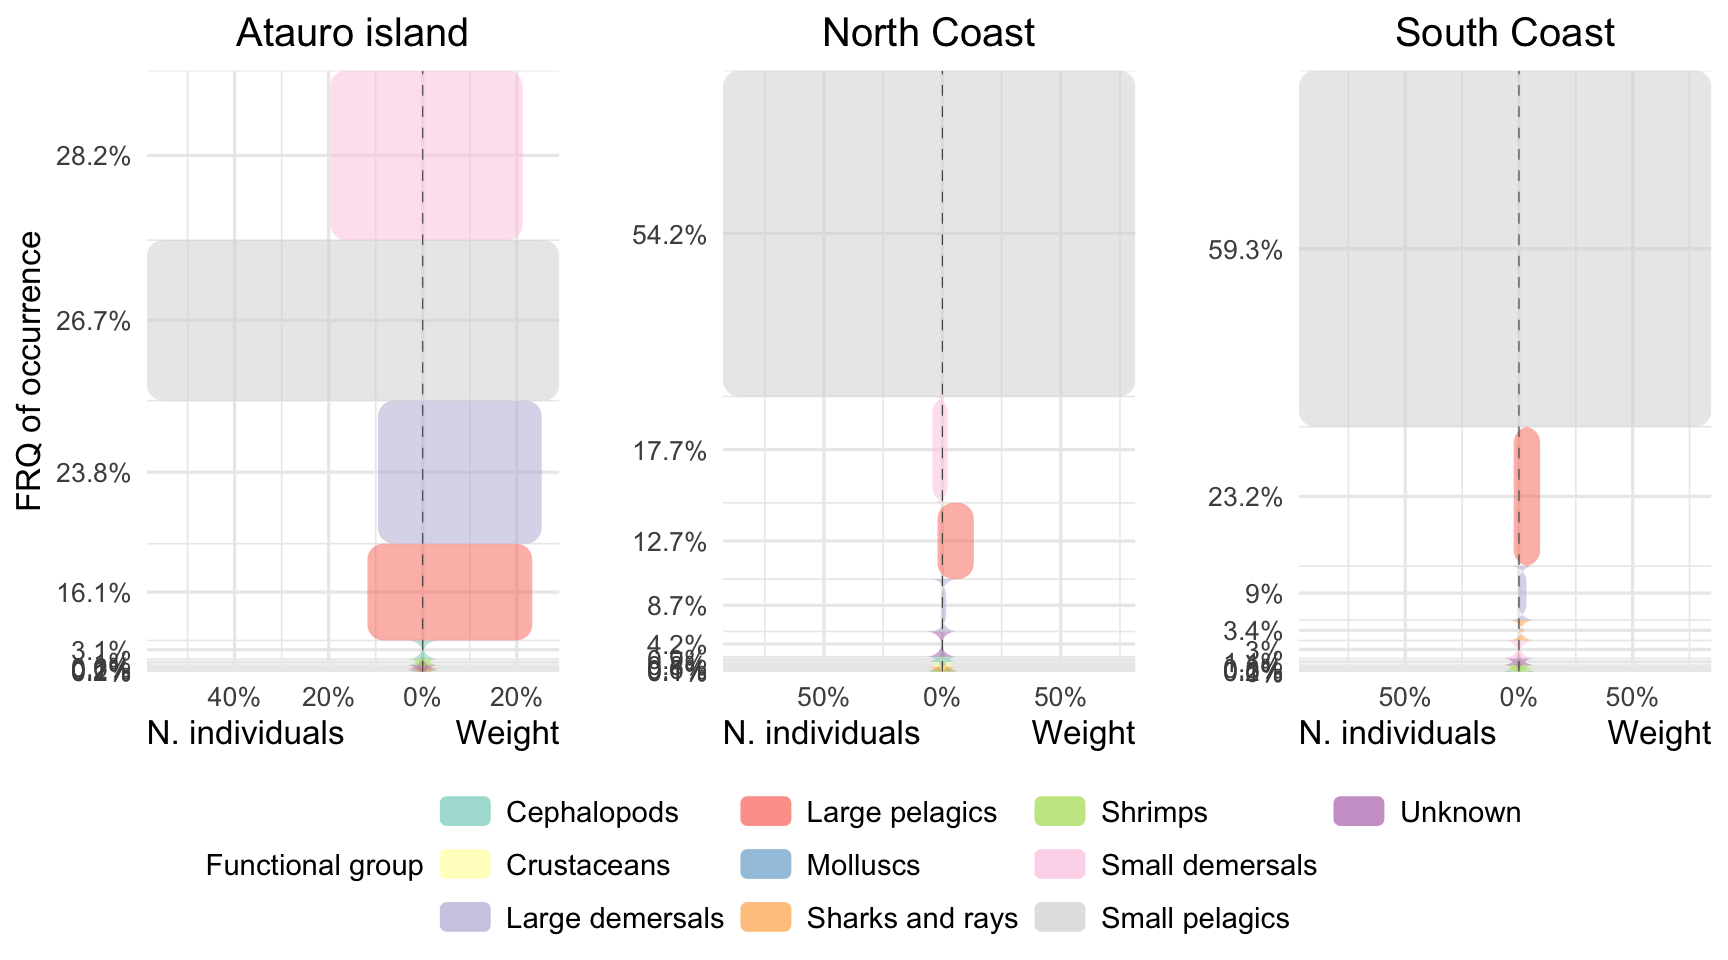 Atauro island
North Coast
South Coast
FRQ of occurrence
28.2%
26.7%
23.8%
16.1%
3.1%
54.2%
17.7%
12.7%
8.7%
4.2%
59.3%
23.2%
9%
3.4%
3%
40% 20% 0% 20%
50% 0% 50%
50% 0% 50%
N. individuals Weight
N. individuals Weight
N. individuals Weight
Functional group
Cephalopods
Crustaceans
Large demersals
Large pelagics
Molluscs
Sharks and rays
Shrimps
Small demersals
Small pelagics
Unknown